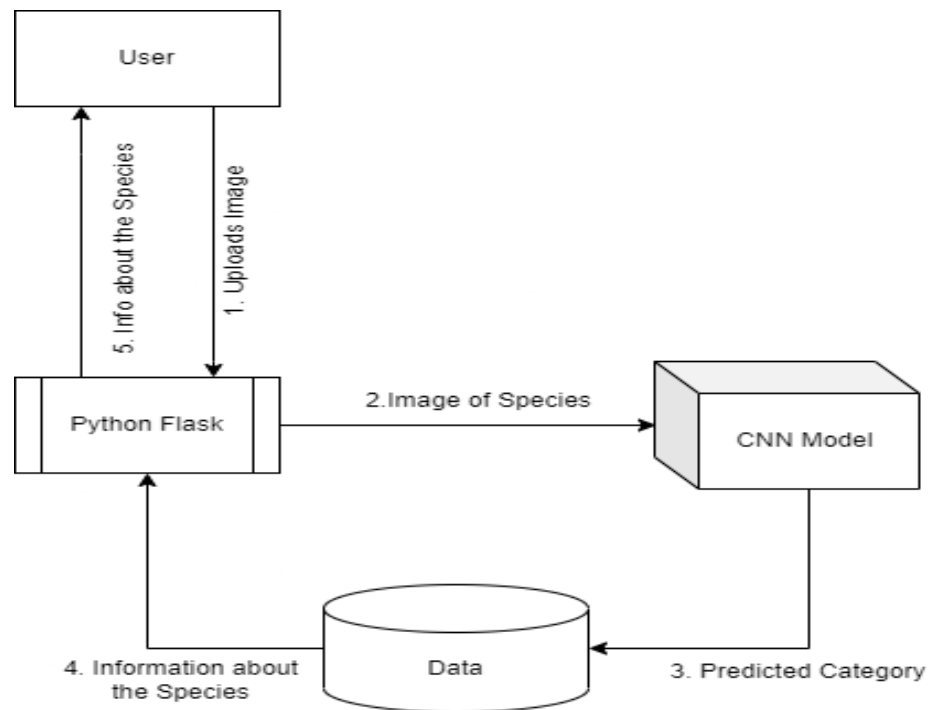 User
5. Info about the Species
1. Uploads Image
Python Flask
2.Image of Species
CNN Model
4. Information about
the Species
Data
3. Predicted Category